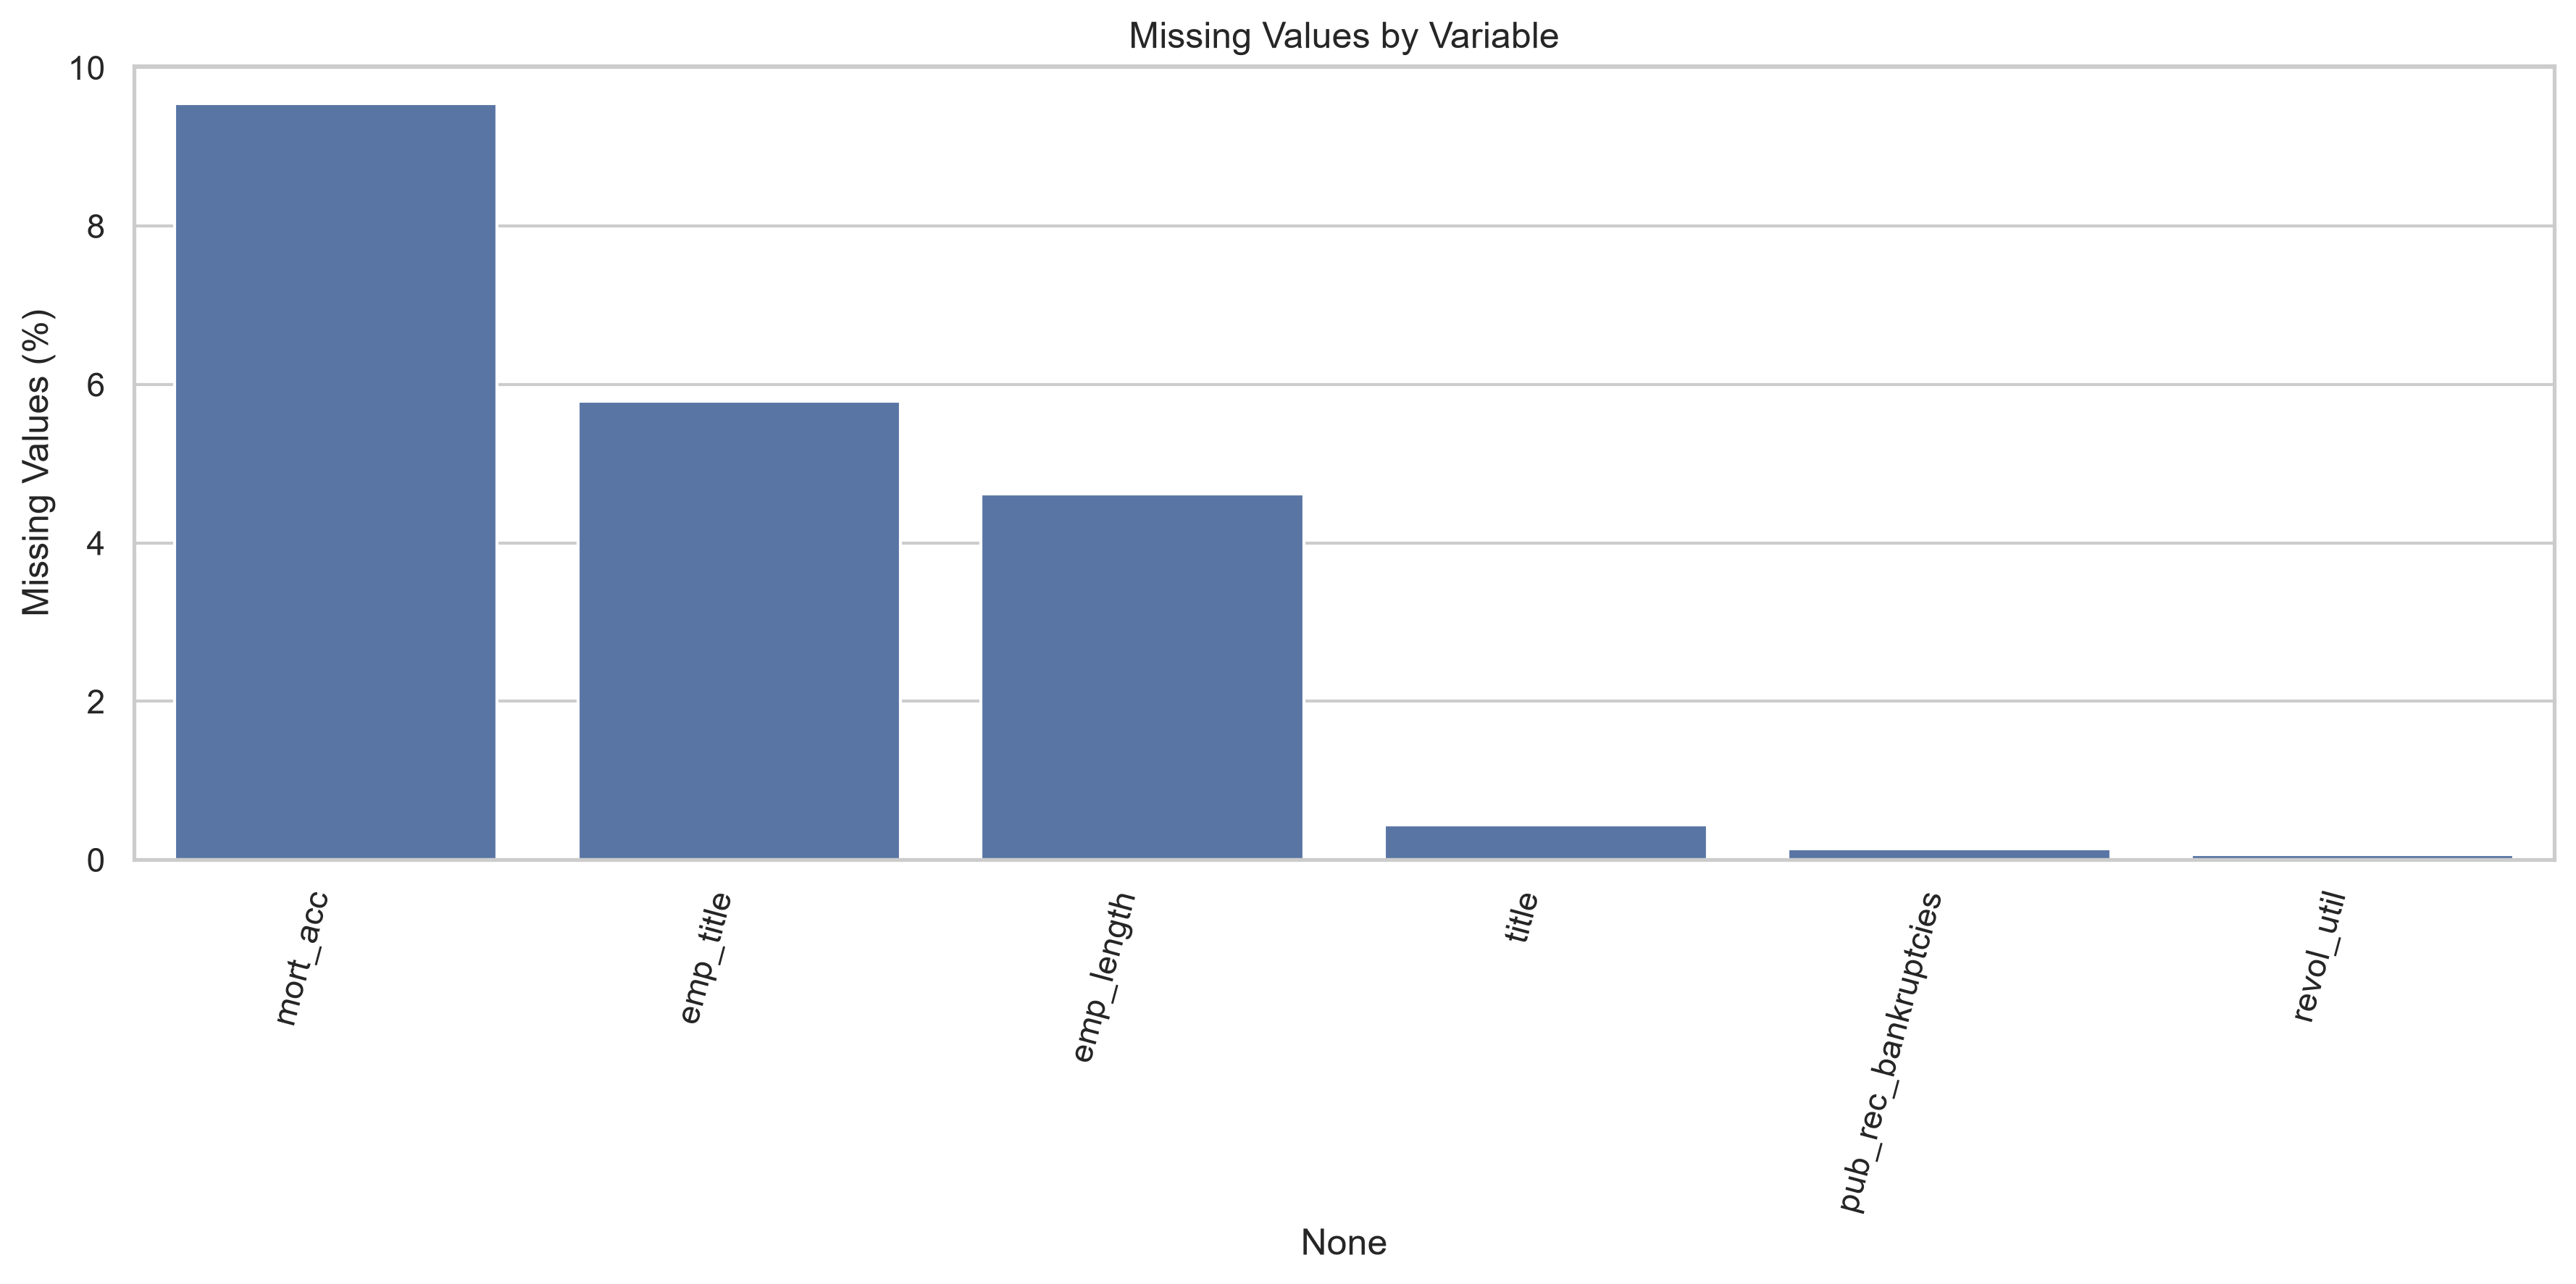 Missing Values by Variable
10
8
6
4
2
0
Missing Values (%)
mort_acc
emp_title
emp_length
title
pub_rec_bankruptcies
revol_util
None